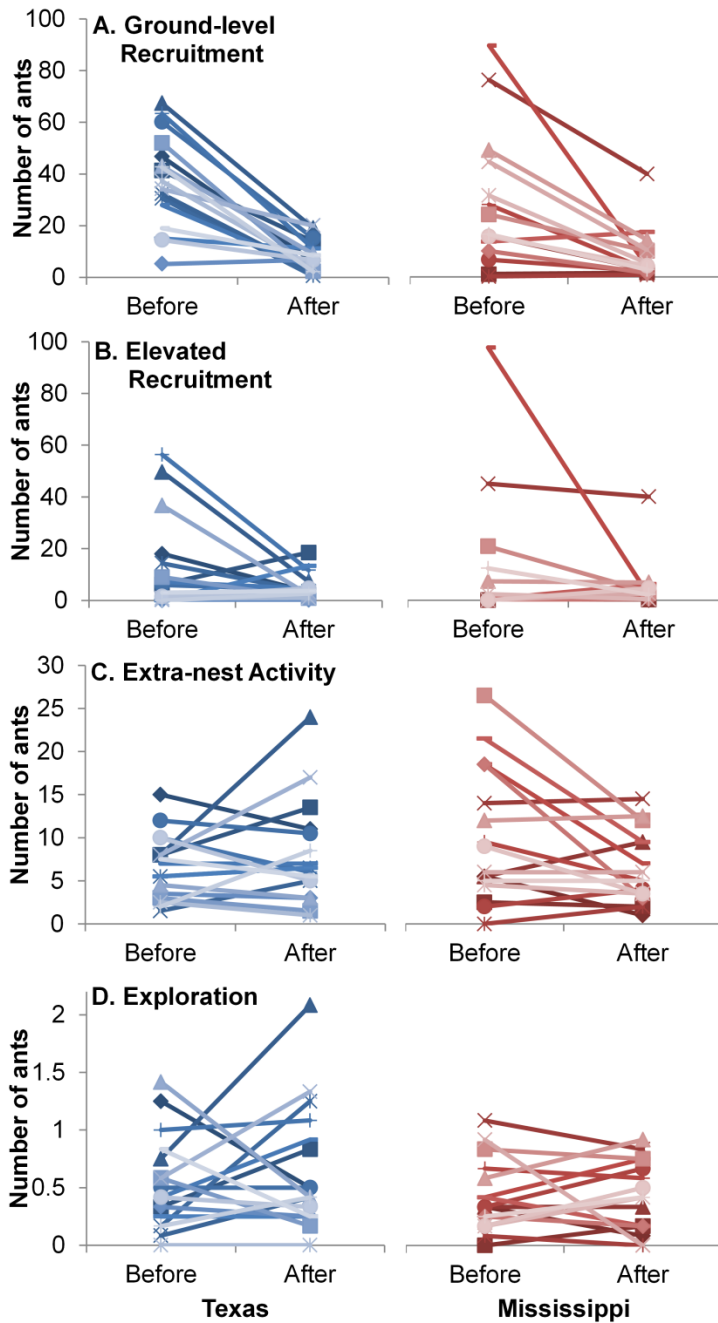 A. Ground-level
Recruitment
Number of ants
100
80
60
40
20
0
Before
After
Before
After
B. Elevated
Recruitment
Number of ants
100
80
60
40
20
0
Before
After
Before
After
C. Extra-nest Activity
Number of ants
30
25
20
15
10
5
0
Before
After
Before
After
D. Exploration
Number of ants
2
1.5
1
0.5
0
Before
After
Before
After
Texas
Mississippi